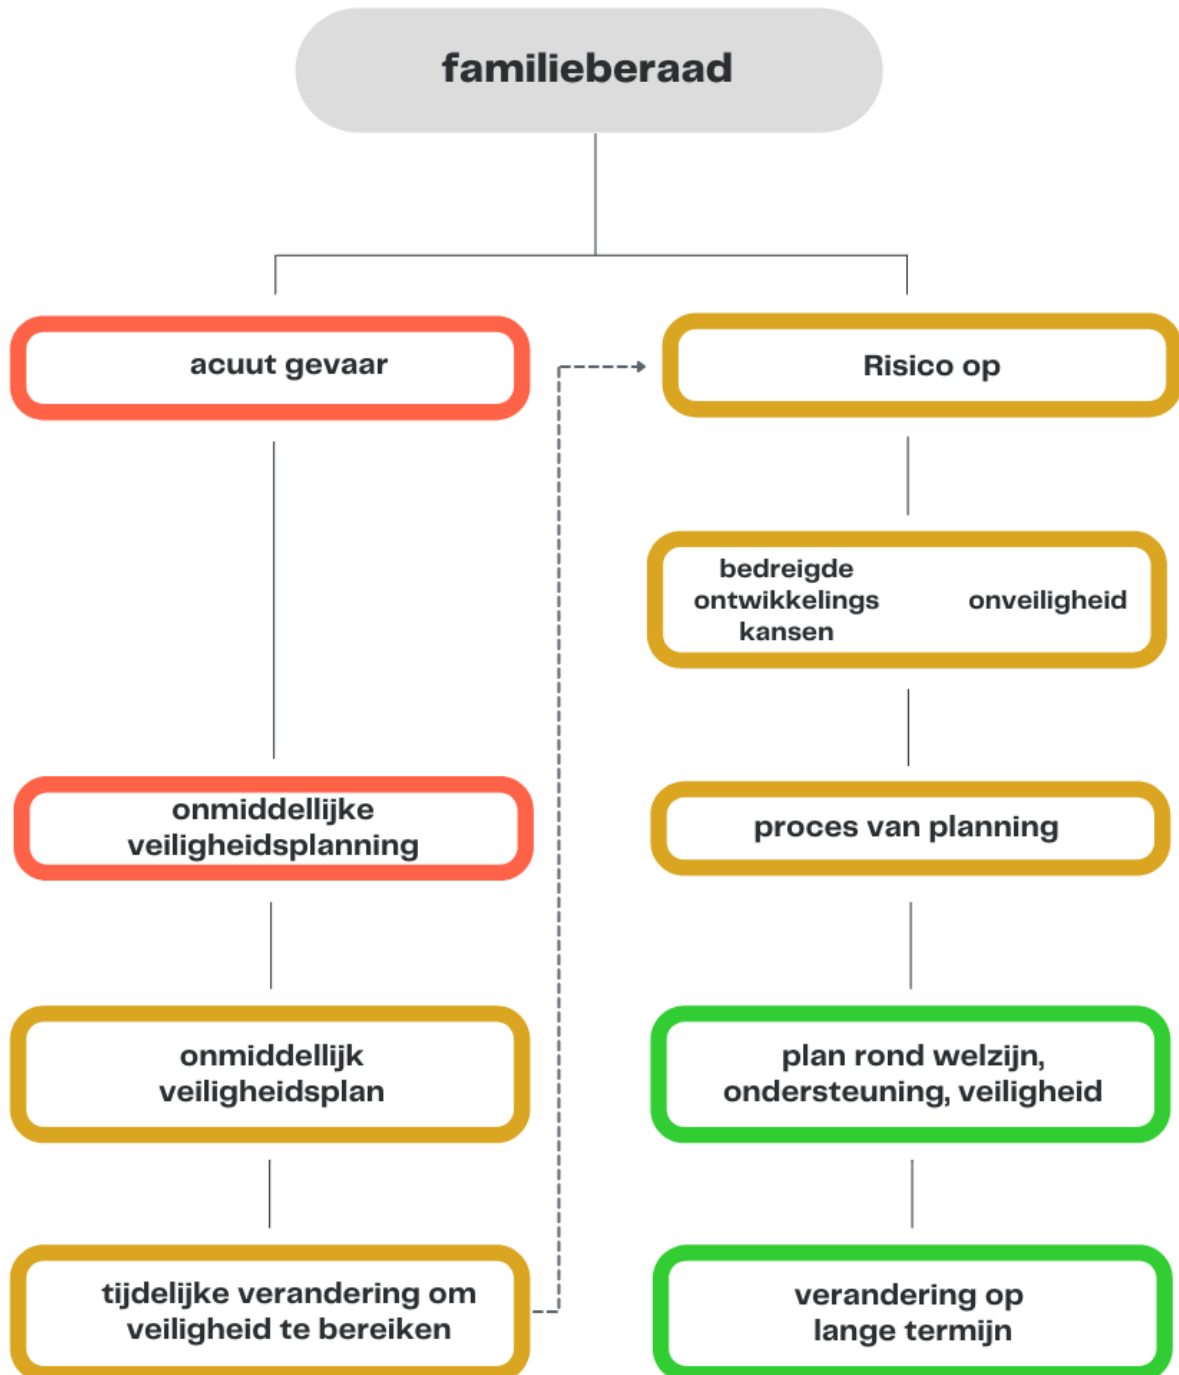 familieberaad
acuut gevaar
Risico op
bedreigde
ontwikkelings
kansen
onveiligheid
onmiddellijke
veiligheidsplanning
proces van planning
onmiddellijk
veiligheidsplan
plan rond welzijn,
ondersteuning, veiligheid
tijdelijke verandering om
veiligheid te bereiken
verandering op
lange termijn